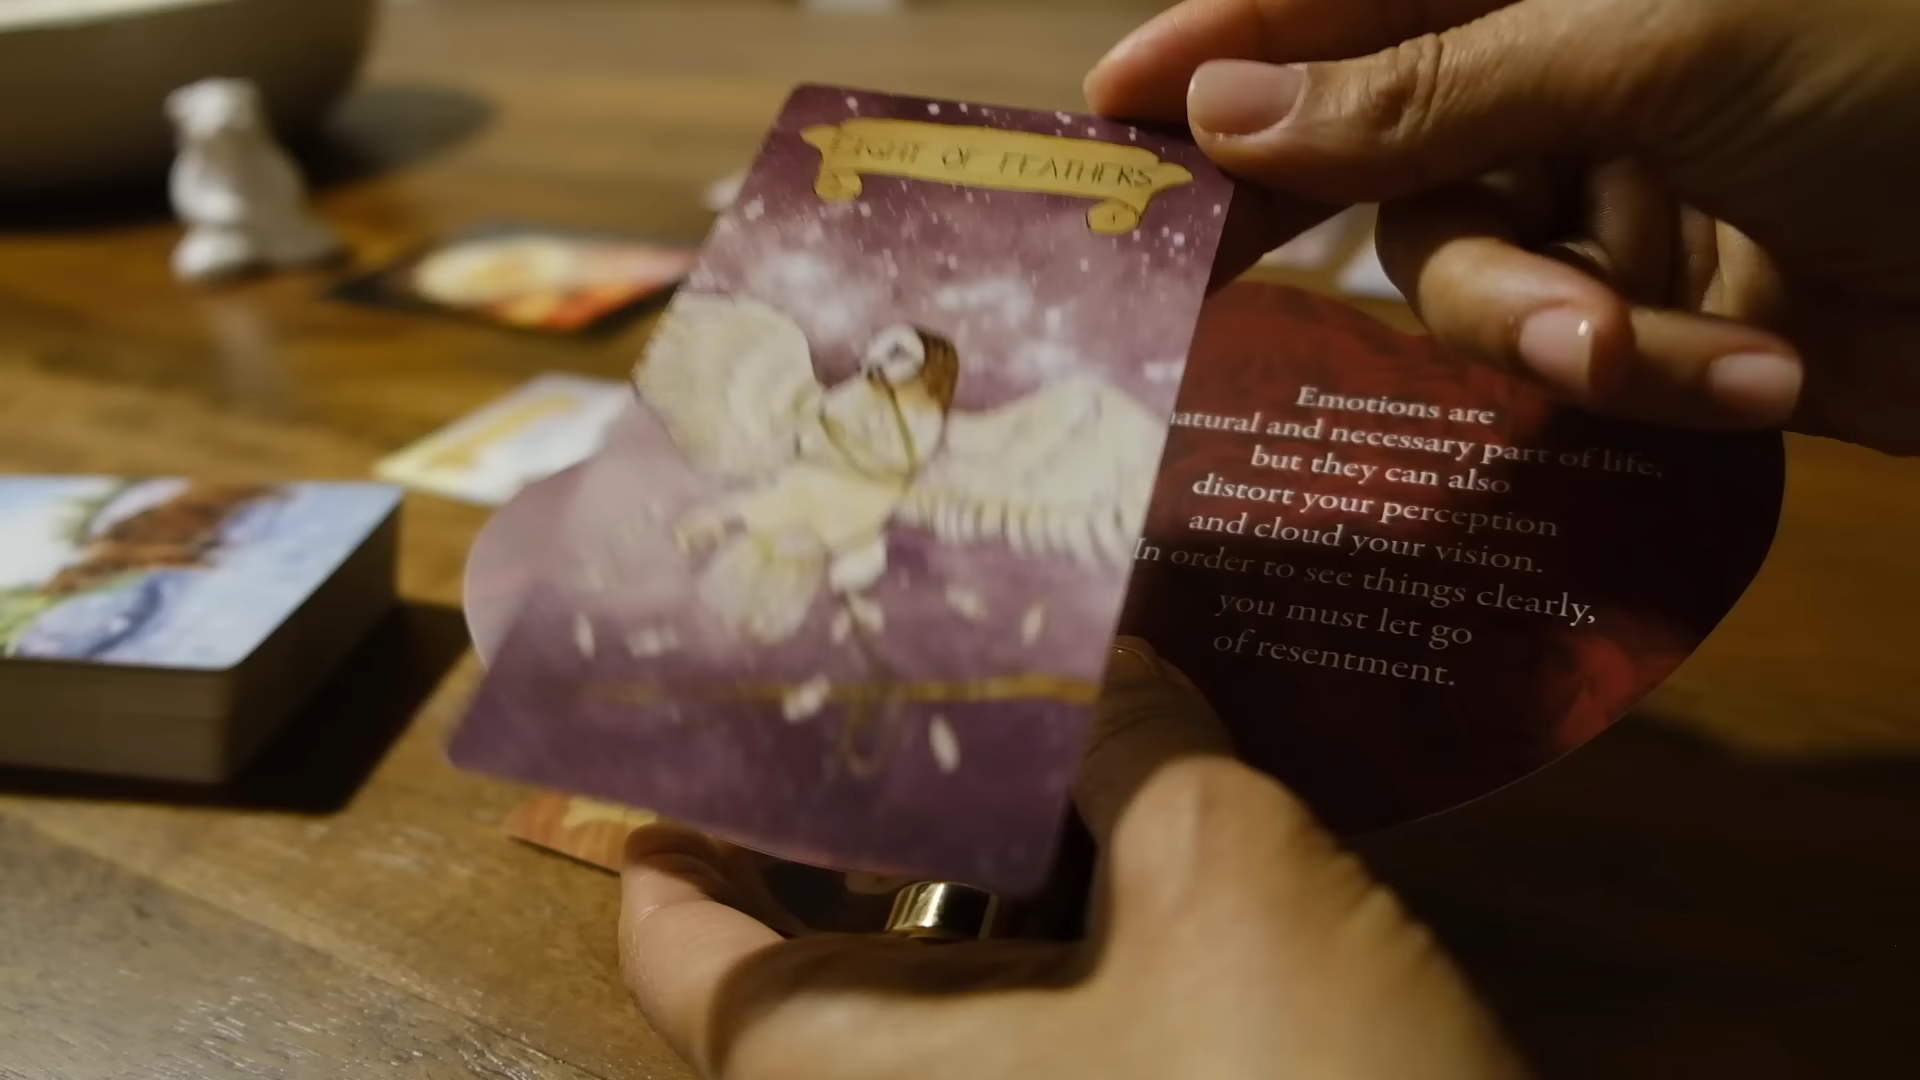 EIGHT OF FEATHERS
Emotions are
natural and necessary part of life.
but they can also
distort your perception
and cloud your vision.
In order to see things clearly,
you must let go
of resentment.